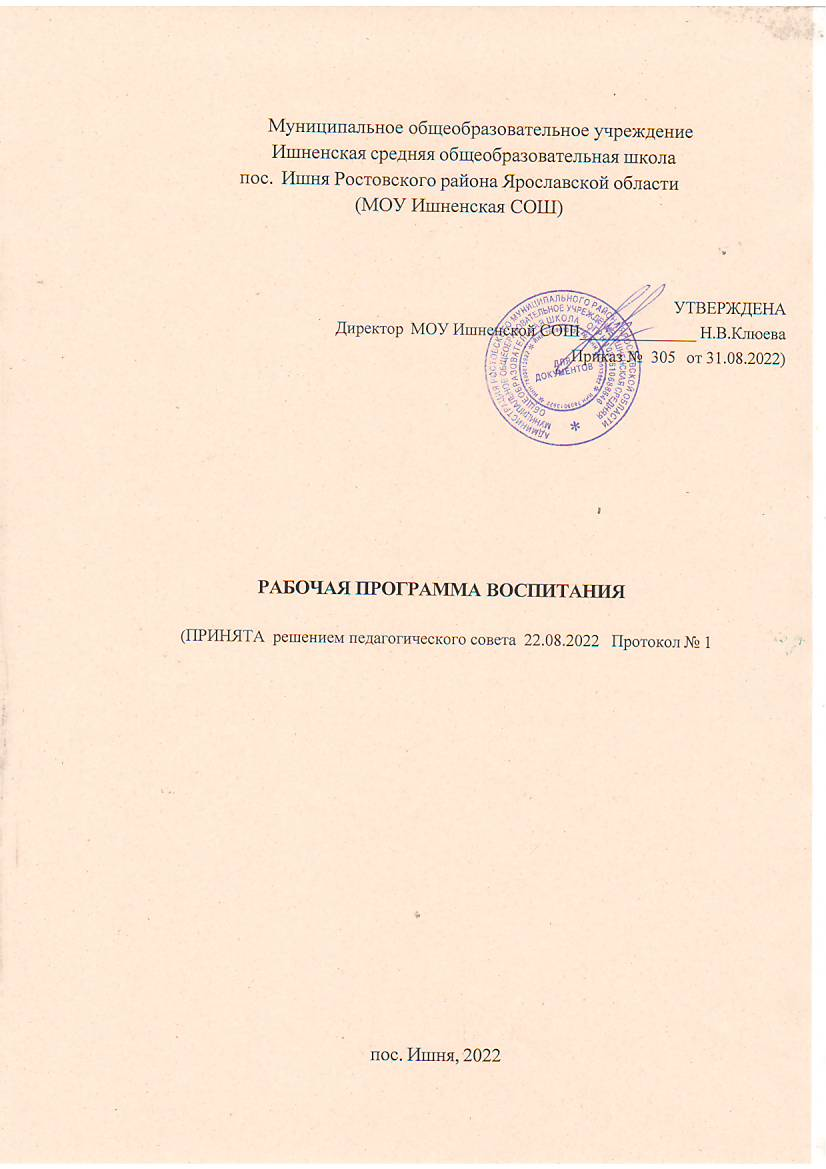 Муниципальное общеобразовательное учреждение
Ишненская средняя общеобразовательная школа
пос. Ишня Ростовского района Ярославской области
(МОУ Ишненская СОШ)
УТВЕРЖДЕНА
Директор МОУ Ишненской СОШ______________ Н.В.Клюева
Приказ № 305 от 31.08.2022)
ДЛЯ
ДОКУМЕНТОВ
РАБОЧАЯ ПРОГРАММА ВОСПИТАНИЯ
(ПРИНЯТА решением педагогического совета 22.08.2022 Протокол № 1
пос. Ишня, 2022